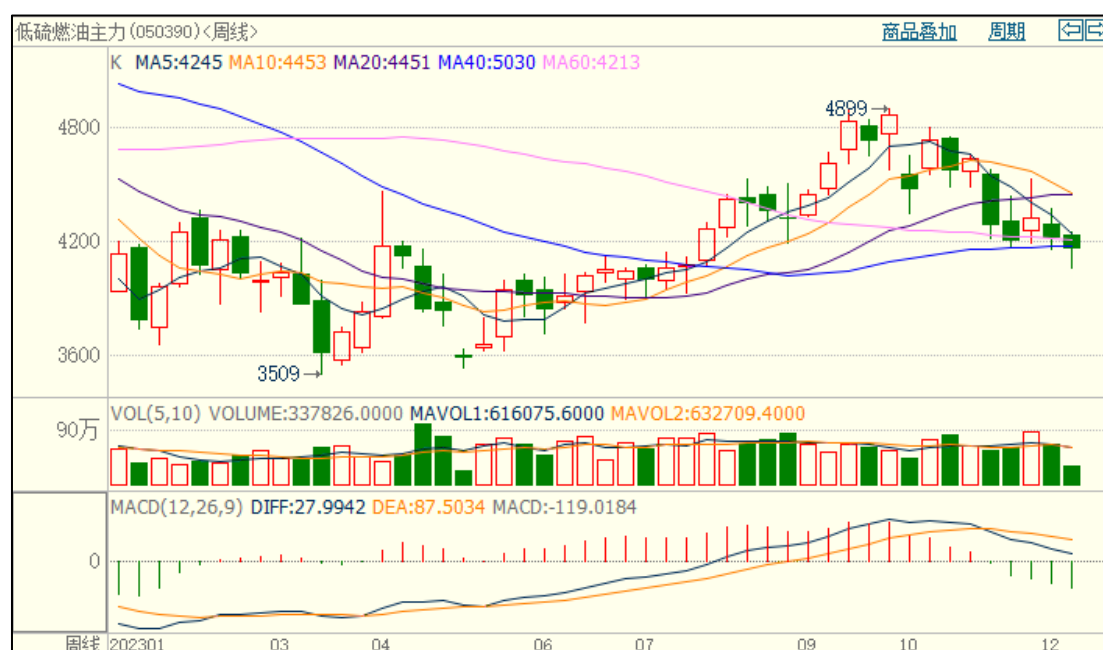 低硫燃油主力(050390)<周线> 商品叠加 周期
K MA5:4245 MA10:4453 MA20:4451 MA40:5030 MA60:4213
4899
4800
4200
3600
3509
VOL(5,10) VOLUME:337826.0000 MAVOL1:616075.6000 MAVOL2:632709.4000
90万
MACD(12,26,9) DIFF:27.9942 DEA:87.5034 MACD:-119.0184
0
周线 202301 03 04 06 07 09 10 12